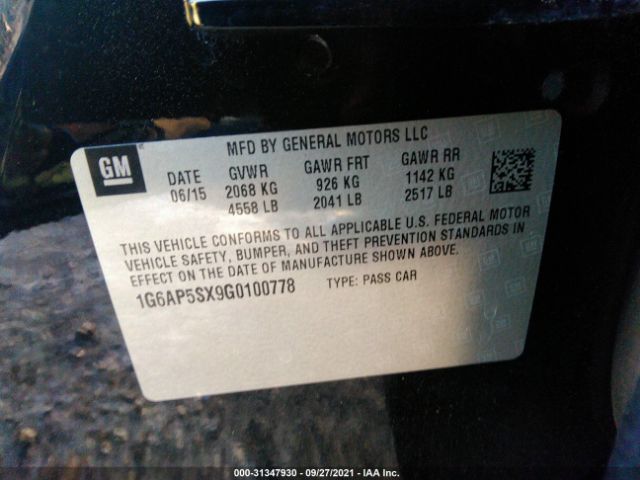 MFD BY GENERAL MOTORS LLC
GM
DATE GVWR GAWR FRT GAWR RR
06/15 2068 KG 926 KG 1142 KG
4558 LB 2041 LB 2517 LB
THIS VEHICLE CONFORMS TO ALL APPLICABLE U.S. FEDERAL MOTOR
VEHICLE SAFETY, BUMPER, AND THEFT PREVENTION STANDARDS IN
EFFECT ON THE DATE OF MANUFACTURE SHOWN ABOVE.
1G6AP5SX9G0100778 TYPE: PASS CAR
000-31347930 - 09/27/2021 - IAA Inc.